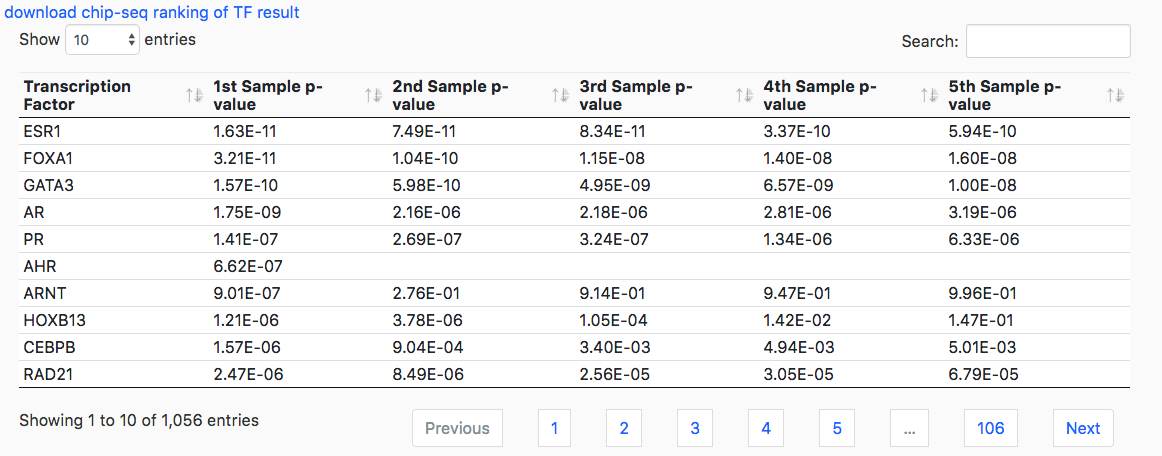 download chip-seq ranking of TF result
Show 10 entries Search:
Transcription Factor 1st Sample p-value 2nd Sample p-value 3rd Sample p-value 4th Sample p-value 5th Sample p-value
ESR1 1.63E-11 7.49E-11 8.34E-11 3.37E-10 5.94E-10
FOXA1 3.21E-11 1.04E-10 1.15E-08 1.40E-08 1.60E-08
GATA3 1.57E-10 5.98E-10 4.95E-09 6.57E-09 1.00E-08
AR 1.75E-09 2.16E-06 2.18E-06 2.81E-06 3.19E-06
PR 1.41E-07 2.69E-07 3.24E-07 1.34E-06 6.33E-06
AHR 6.62E-07
ARNT 9.01E-07 2.76E-01 9.14E-01 9.47E-01 9.96E-01
HOXB13 1.21E-06 3.78E-06 1.05E-04 1.42E-02 1.47E-01
CEBPB 1.57E-06 9.04E-04 3.40E-03 4.94E-03 5.01E-03
RAD21 2.47E-06 8.49E-06 2.56E-05 3.05E-05 6.79E-05
Showing 1 to 10 of 1,056 entries Previous 1 2 3 4 5 ... 106 Next